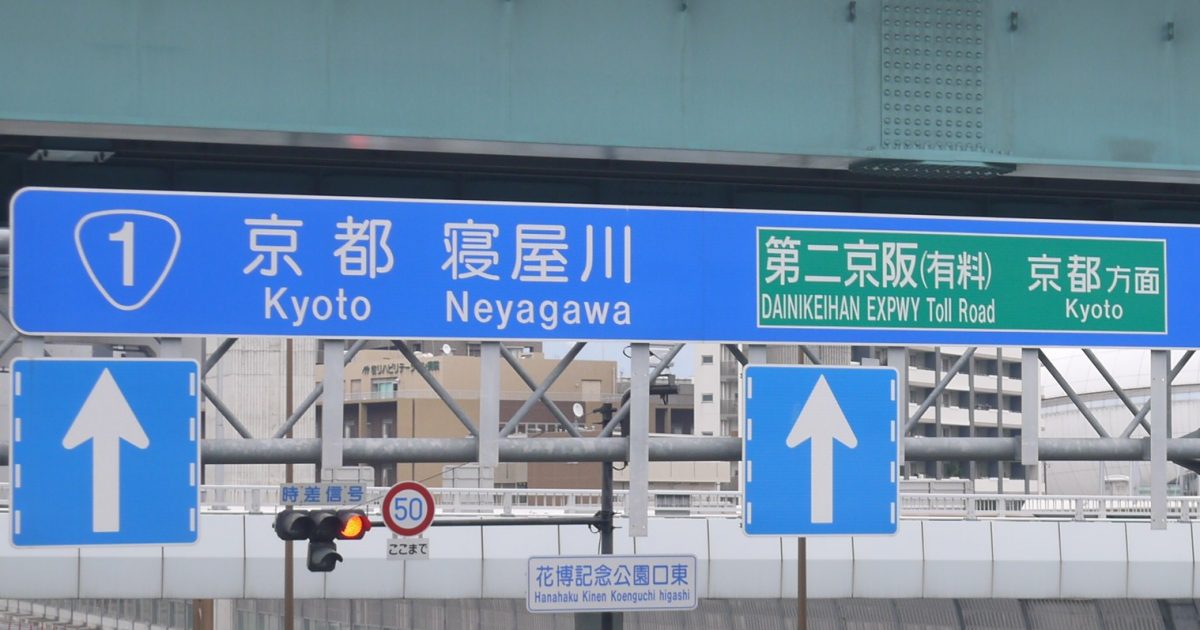 1
京都 寝屋川
Kyoto Neyagawa
第二京阪(有料) 京都方面
DAINIKEIHAN EXPWY Toll Road Kyoto
時差信号
50
ここまで
花博記念公園口東
Hanahaku Kinen Koenguchi higashi